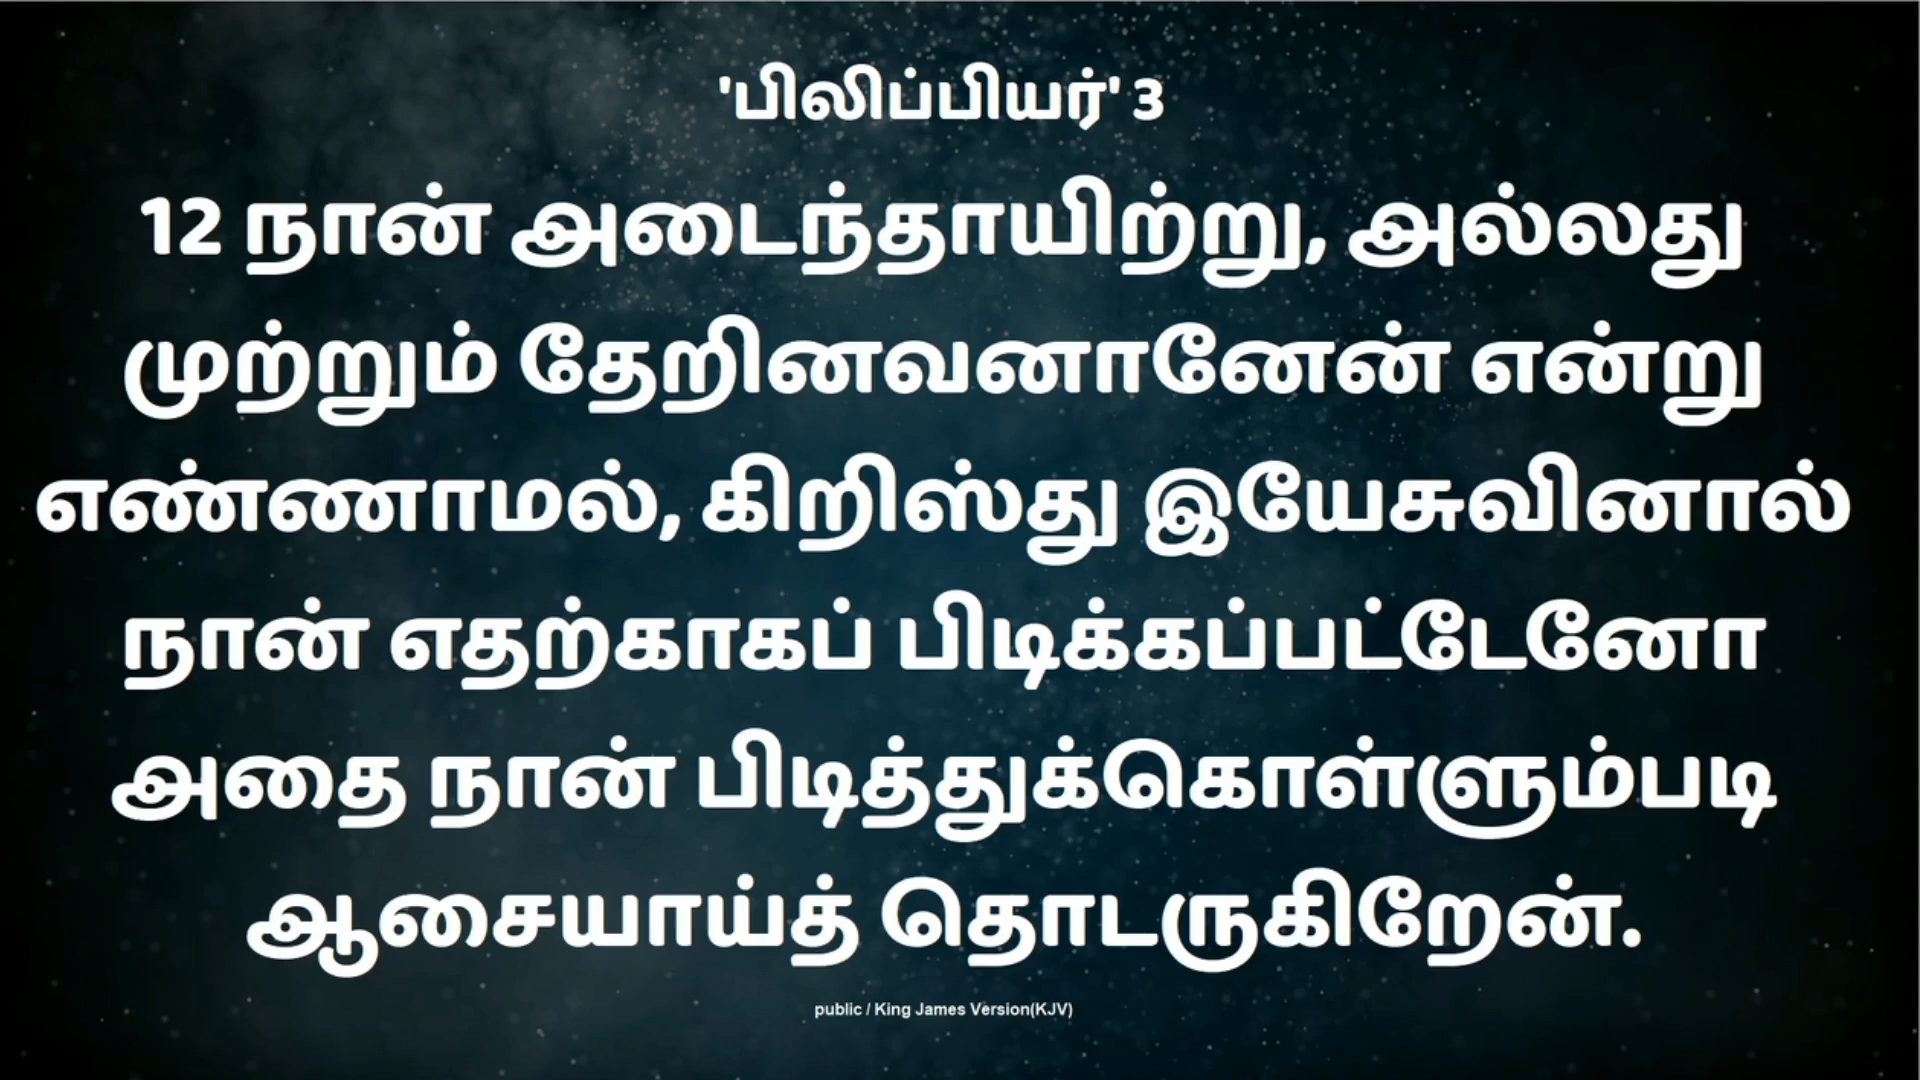 'பிலிப்பியர்' 3
12 நான் அடைந்தாயிற்று, அல்லது
முற்றும் தேறினவனானேன் என்று
எண்ணாமல், கிறிஸ்து இயேசுவினால்
நான் எதற்காகப் பிடிக்கப்பட்டேனோ
அதை நான் பிடித்துக்கொள்ளும்படி
ஆசையாய்த் தொடருகிறேன்.
public / King James Version(KJV)